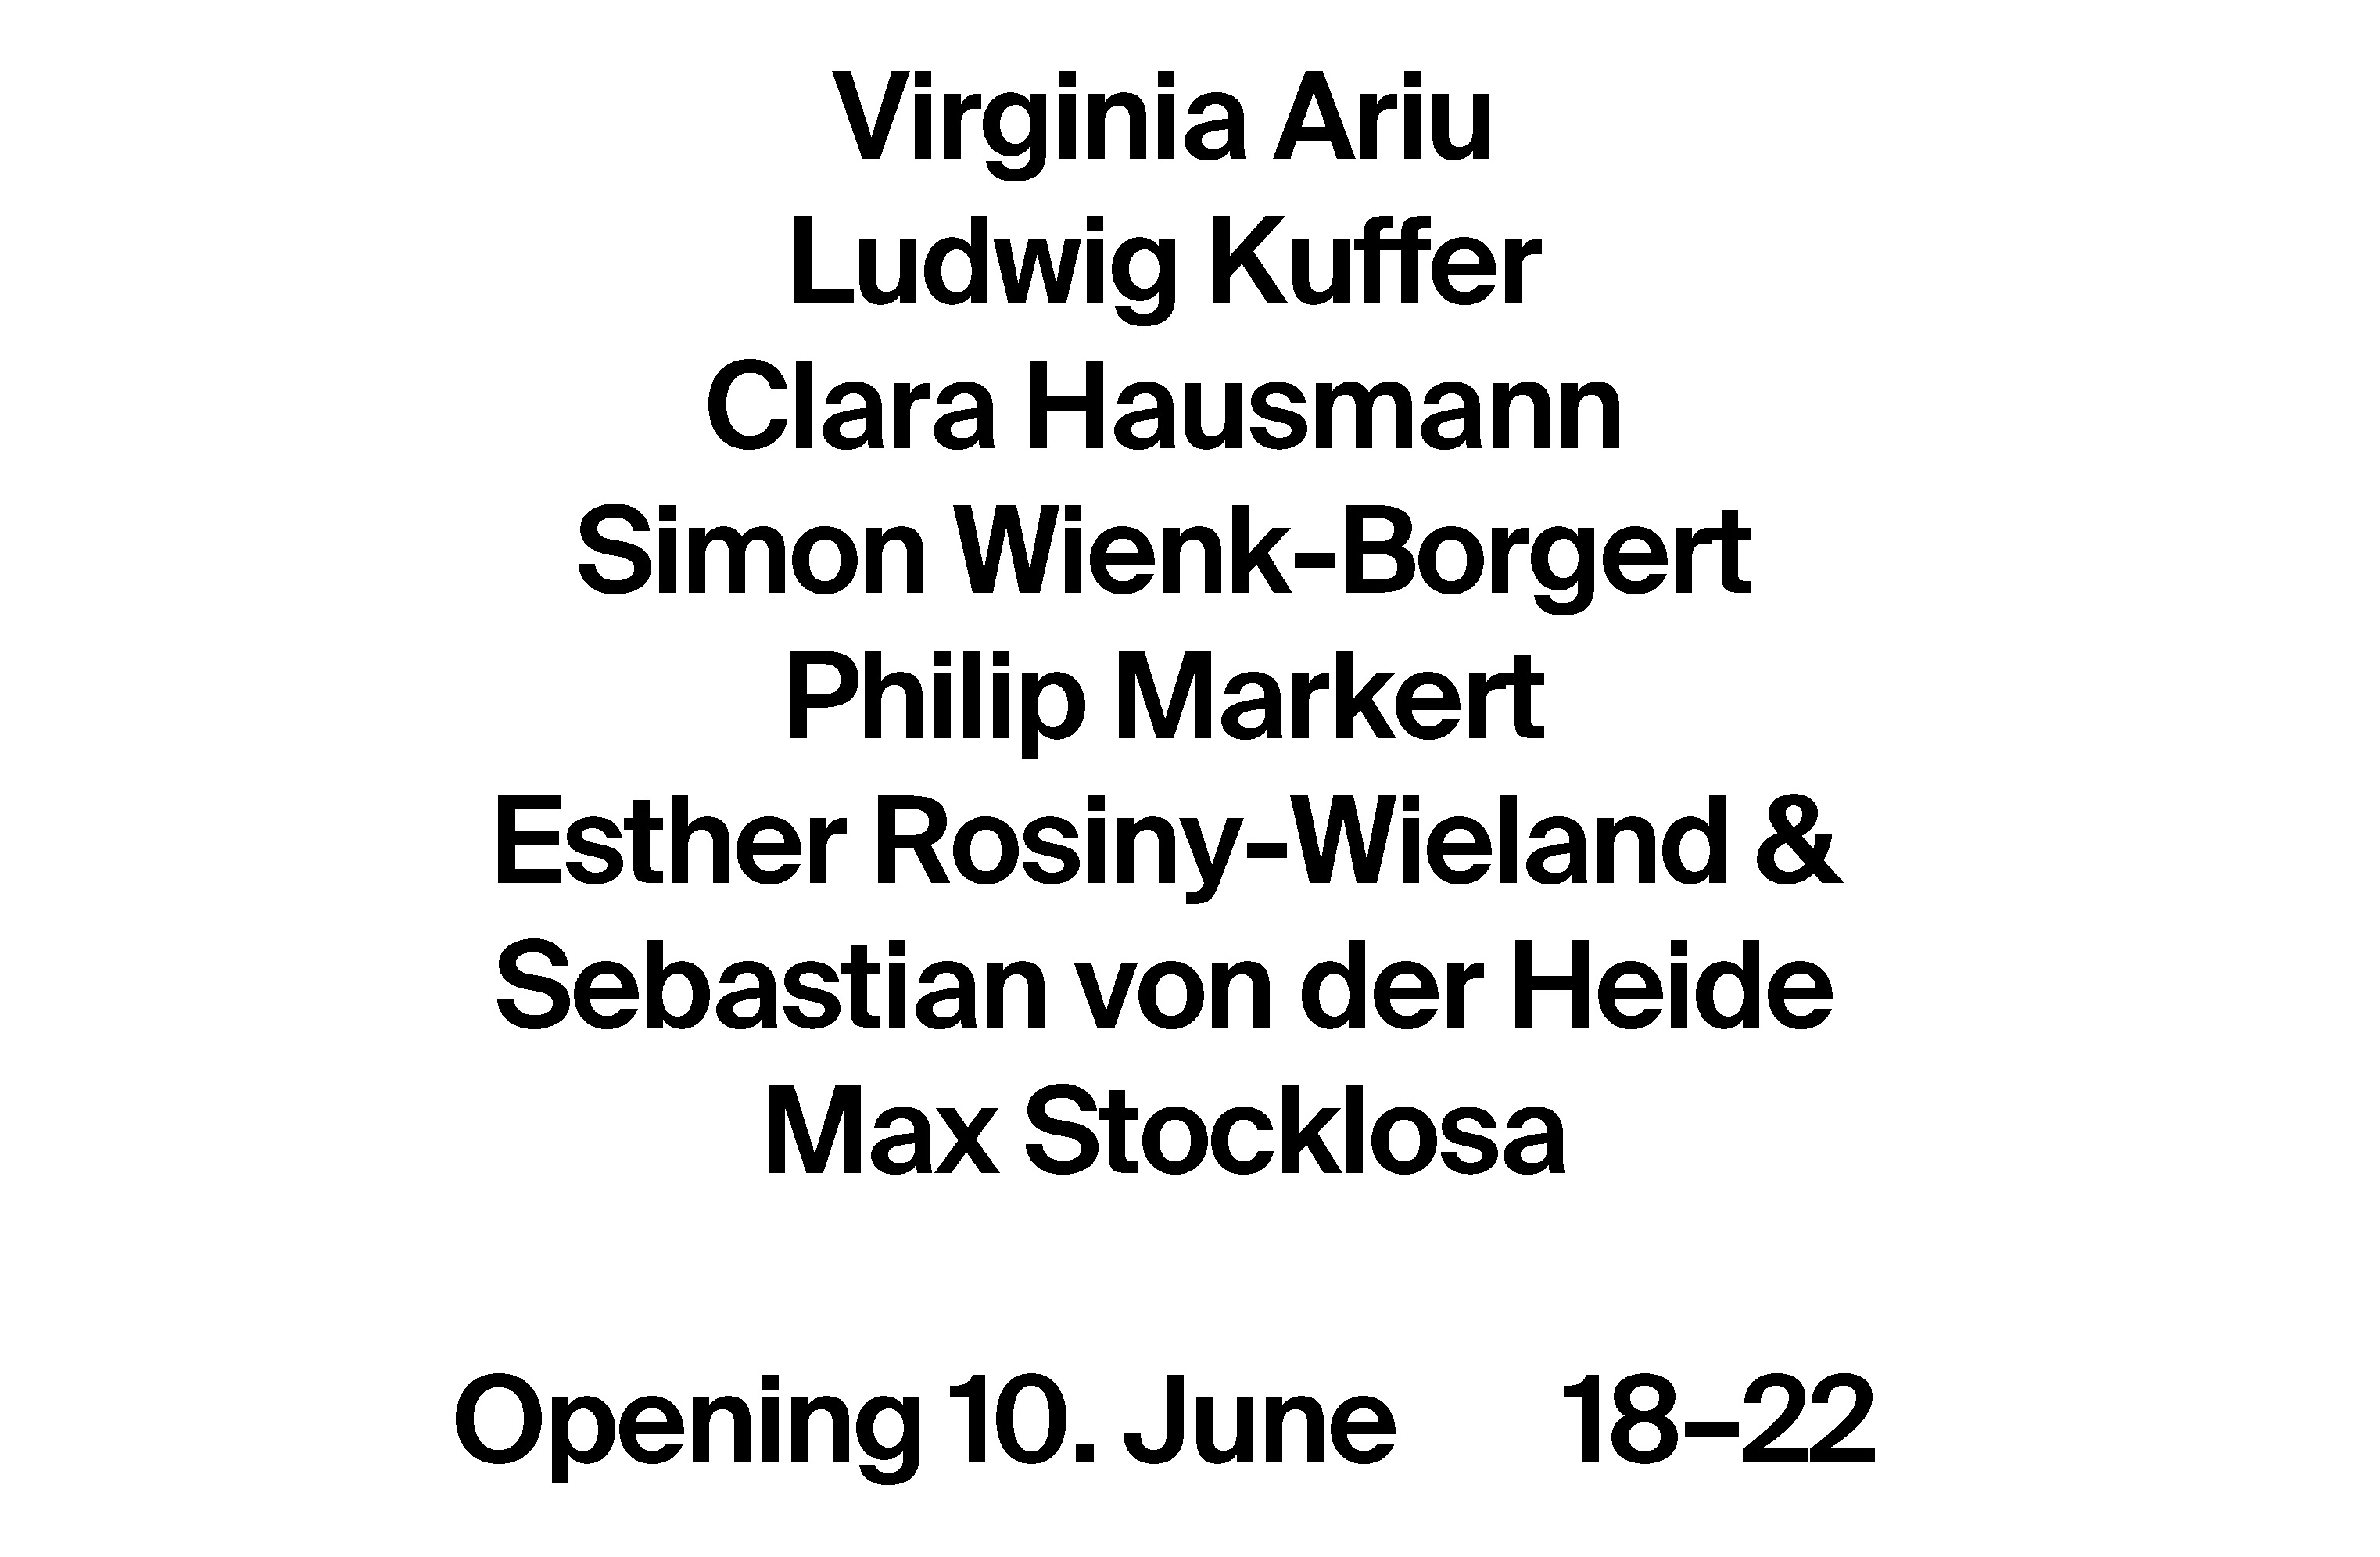 Virginia Ariu
Ludwig Kuffer
Clara Hausmann
Simon Wienk-Borgert
Philip Markert
Esther Rosiny-Wieland &
Sebastian von der Heide
Max Stocklosa
Opening 10. June 18–22